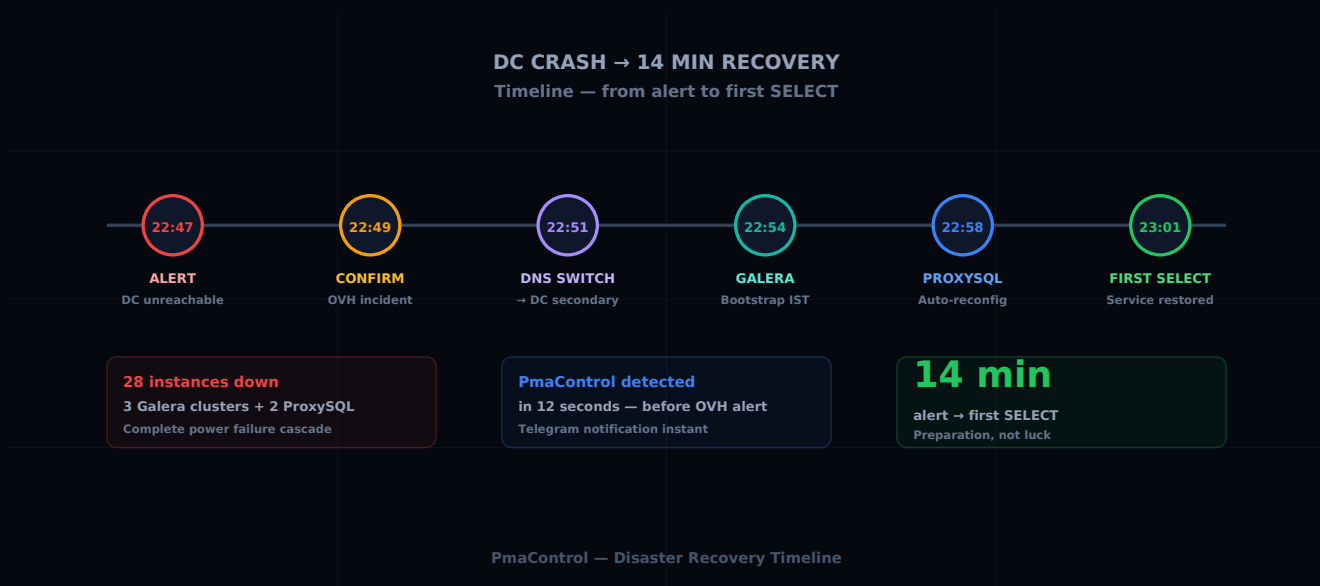 DC CRASH → 14 MIN RECOVERY
Timeline — from alert to first SELECT
22:47
22:49
22:51
22:54
22:58
23:01
ALERT
CONFIRM
DNS SWITCH
GALERA
PROXYSQL
FIRST SELECT
DC unreachable
OVH incident
→ DC secondary
Bootstrap IST
Auto-reconfig
Service restored
28 instances down
3 Galera clusters + 2 ProxySQL
Complete power failure cascade
PmaControl detected
in 12 seconds — before OVH alert
Telegram notification instant
14 min
alert → first SELECT
Preparation, not luck
PmaControl — Disaster Recovery Timeline